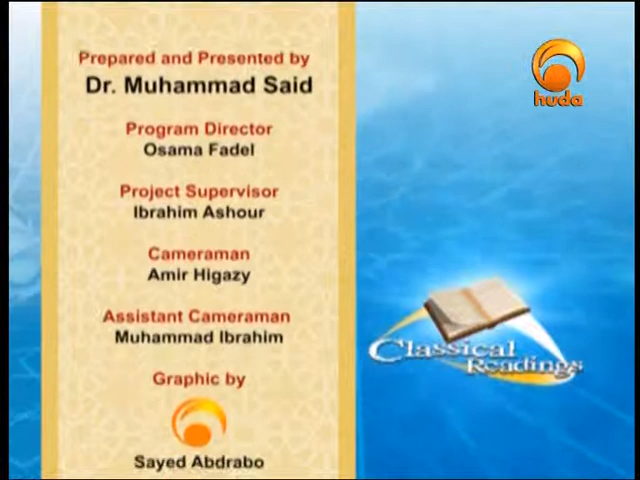 Prepared and Presented by
Dr. Muhammad Said
Program Director
Osama Fadel
Project Supervisor
Ibrahim Ashour
Cameraman
Amir Higazy
Assistant Cameraman
Muhammad Ibrahim
Graphic by
Sayed Abdrabo
huda
Classical
Readings